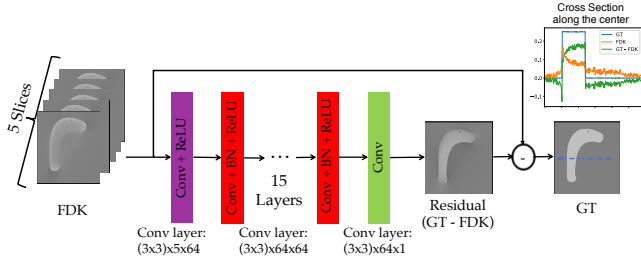 Cross Section
along the center
GT
FDK
GT - FDK
0.2
0.1
0.0
−0.1
5 Slices
FDK
Conv + ReLU
Conv + BN + ReLU
...
15
Layers
Conv + BN + ReLU
Conv
Residual
(GT - FDK)
-
GT
Conv layer:
(3x3)x5x64
Conv layer:
(3x3)x64x64
Conv layer:
(3x3)x64x1